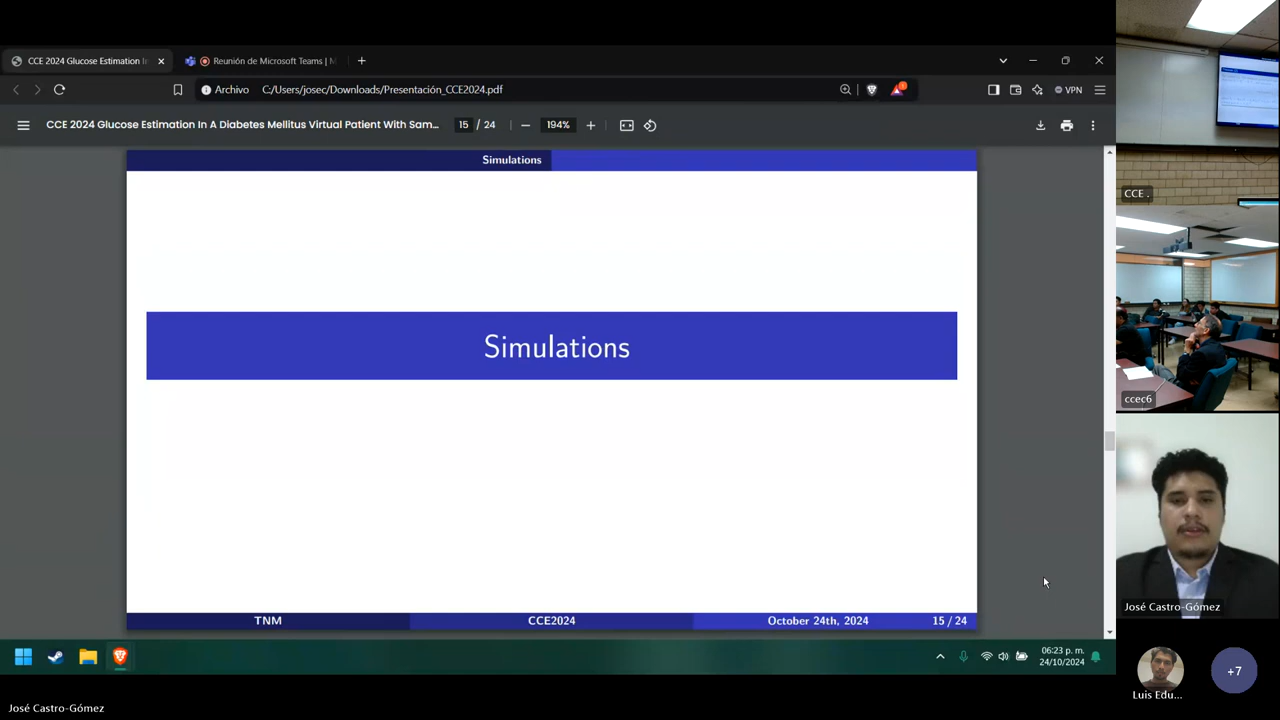 CCE 2024 Glucose Estimation In
Reunión de Microsoft Teams | M
Archivo
C:/Users/josec/Downloads/Presentación_CCE2024.pdf
VPN
CCE 2024 Glucose Estimation In A Diabetes Mellitus Virtual Patient With Sam...
15 / 24
194%
Simulations
Simulations
TNM
CCE2024
October 24th, 2024
15 / 24
06:23 p. m.
24/10/2024
José Castro-Gómez
CCE .
ccec6
José Castro-Gómez
Luis Edu...
+7